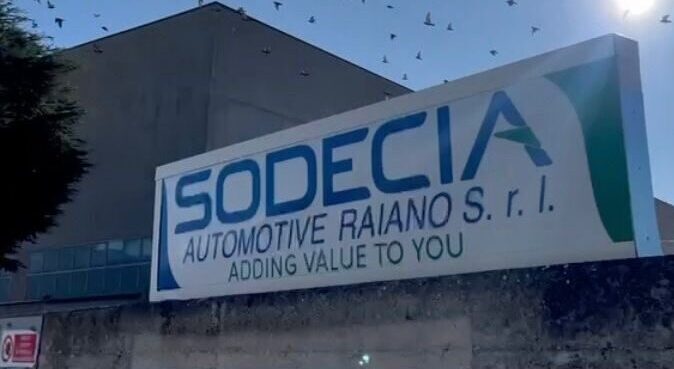 SODECIA
AUTOMOTIVE RAIANO S. r. l.
ADDING VALUE TO YOU